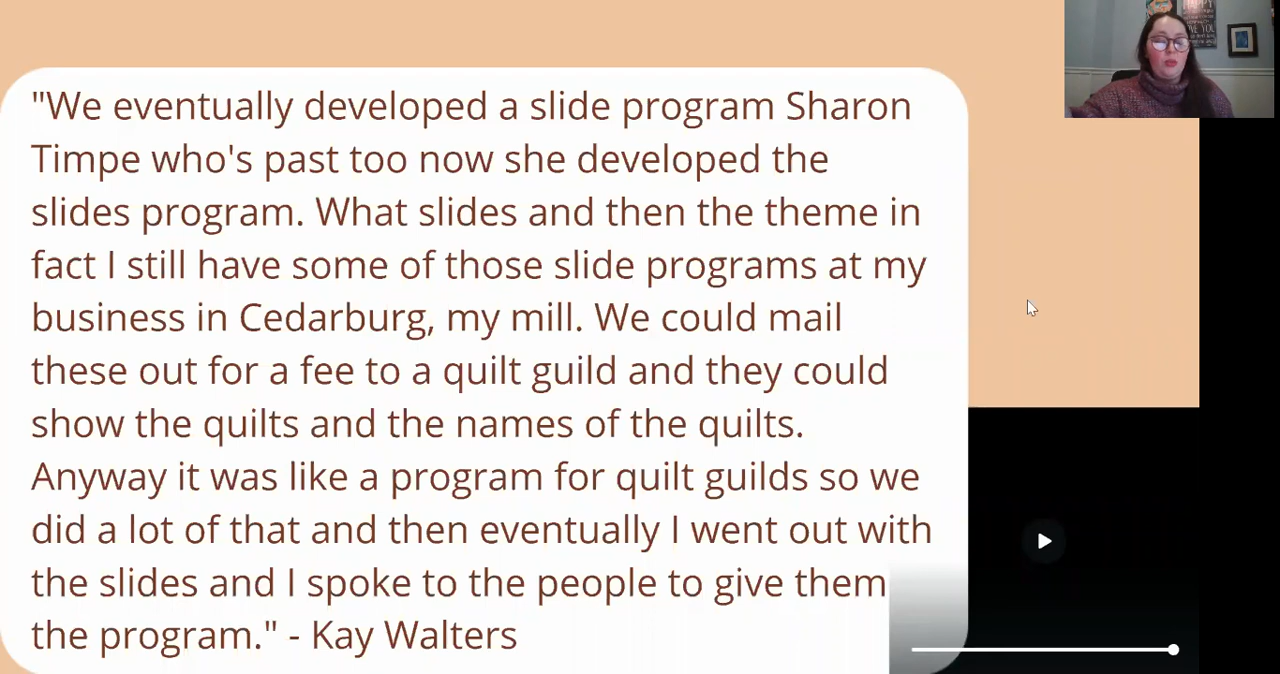 "We eventually developed a slide program Sharon
Timpe who's past too now she developed the
slides program. What slides and then the theme in
fact I still have some of those slide programs at my
business in Cedarburg, my mill. We could mail
these out for a fee to a quilt guild and they could
show the quilts and the names of the quilts.
Anyway it was like a program for quilt guilds so we
did a lot of that and then eventually I went out with
the slides and I spoke to the people to give them
the program." - Kay Walters